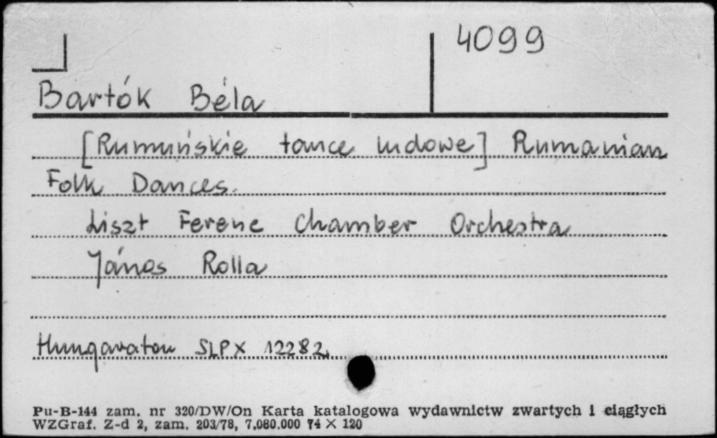 4099
Bartók Béla
[Rumuńskie tańce ludowe] Rumanian
Folk Dances.
Liszt Ferenc Chamber Orchestra
János Rolla
Hungaraton SLPX 12282
Pu-B-144 zam. nr 320/DW/On Karta katalogowa wydawnictw zwartych i ciągłych
WZGraf. Z-d 2, zam. 203/78, 7,080.000 74 X 120